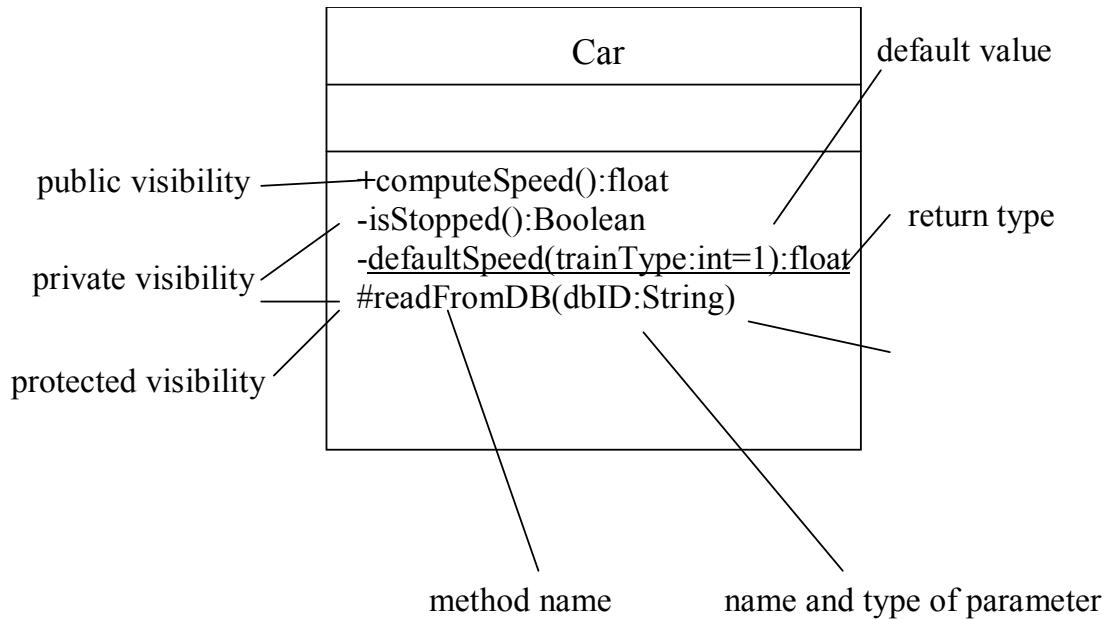 Car
default value
public visibility
+computeSpeed():float
-isStopped():Boolean
return type
-defaultSpeed(trainType:int=1):float
private visibility
#readFromDB(dbID:String)
protected visibility
method name
name and type of parameter